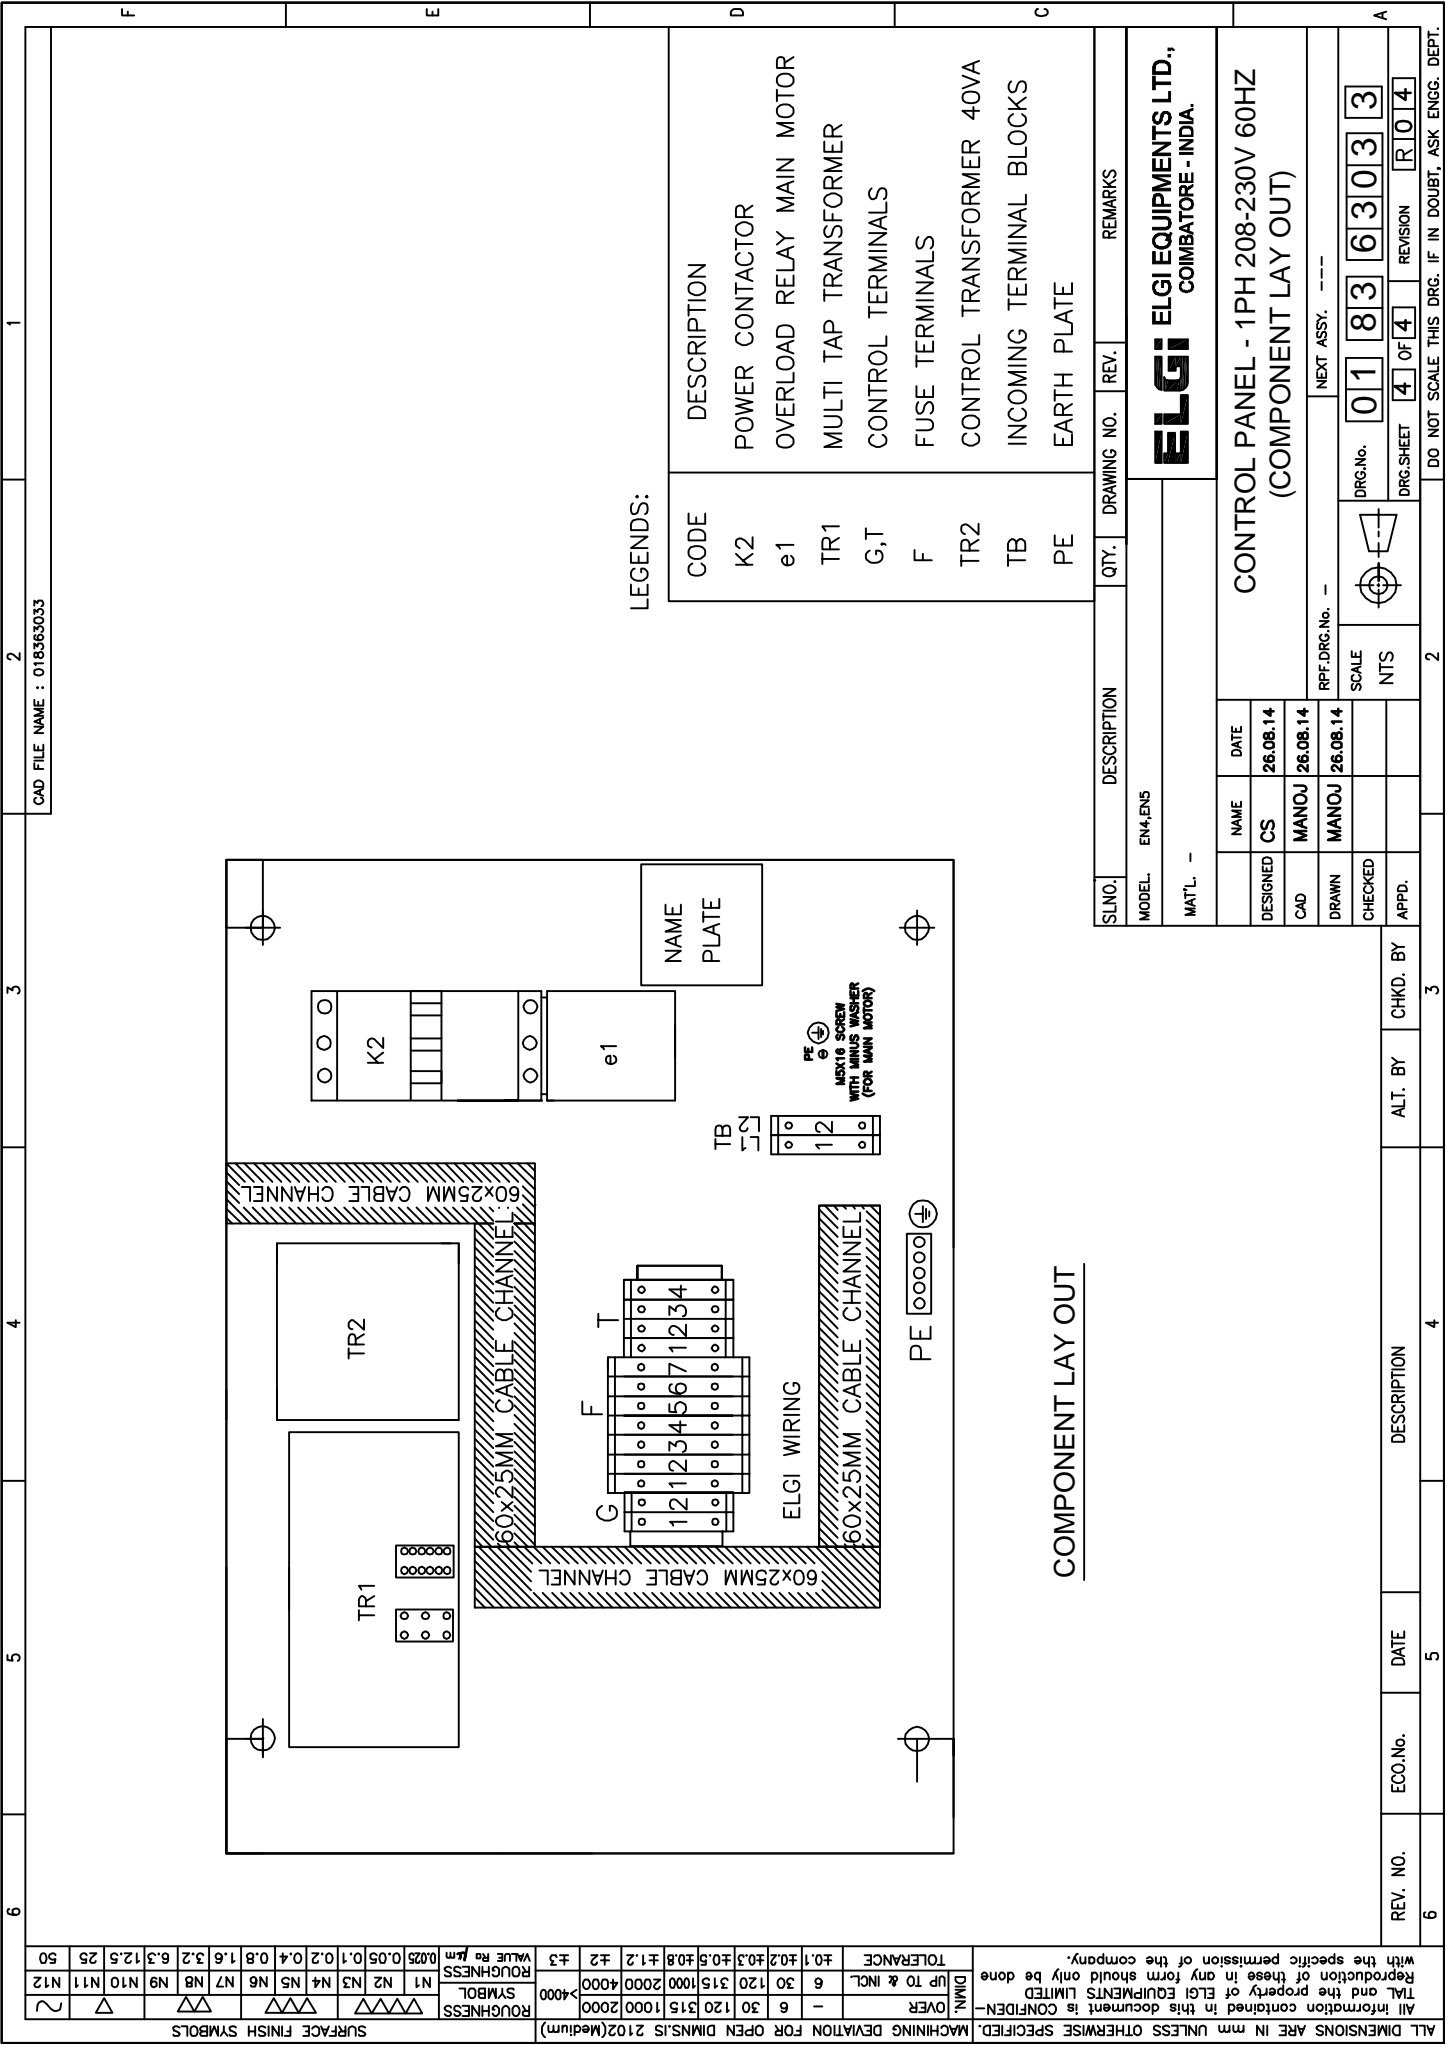 CAD FILE NAME : 018363033
6
5
4
3
2
1
F
E
D
C
A
TR1
TR2
K2
e1
NAME
PLATE
60x25MM CABLE CHANNEL
60x25MM CABLE CHANNEL
60x25MM CABLE CHANNEL
60x25MM CABLE CHANNEL
G
F
T
1 2 1 2 3 4 5 6 7 1 2 3 4
ELGI WIRING
TB
L1 L2
1 2
PE
M5X16 SCREW
WITH MINUS WASHER
(FOR MAIN MOTOR)
PE
COMPONENT LAY OUT
LEGENDS:
CODE DESCRIPTION
K2 POWER CONTACTOR
e1 OVERLOAD RELAY MAIN MOTOR
TR1 MULTI TAP TRANSFORMER
G,T CONTROL TERMINALS
F FUSE TERMINALS
TR2 CONTROL TRANSFORMER 40VA
TB INCOMING TERMINAL BLOCKS
PE EARTH PLATE
SLNO. DESCRIPTION QTY. DRAWING NO. REV. REMARKS
MODEL. EN4,EN5
MAT'L. -
ELGi ELGI EQUIPMENTS LTD.,
COIMBATORE - INDIA.
NAME DATE
DESIGNED CS 26.08.14
CAD MANOJ 26.08.14
DRAWN MANOJ 26.08.14
CHECKED
APPD.
CONTROL PANEL - 1PH 208-230V 60HZ
(COMPONENT LAY OUT)
RPF.DRG.No. - NEXT ASSY. ---
SCALE
NTS
DRG.No. 01 83 6303 3
DRG.SHEET 4 OF 4 REVISION R04
REV. NO. ECO.No. DATE DESCRIPTION ALT. BY CHKD. BY
6 5 4 3 2 DO NOT SCALE THIS DRG. IF IN DOUBT, ASK ENGG. DEPT.
ALL DIMENSIONS ARE IN mm UNLESS OTHERWISE SPECIFIED.
All information contained in this document is CONFIDEN-
TIAL and the property of ELGI EQUIPMENTS LIMITED
Reproduction of these in any form should only be done
with the specific permission of the company.
MACHINING DEVIATION FOR OPEN DIMNS.IS 2102(Medium)
DIMN. OVER - 6 30 120 315 1000 2000 >4000
UP TO & INCL 6 30 120 315 1000 2000 4000
TOLERANCE ±0.1 ±0.2 ±0.3 ±0.5 ±0.8 ±1.2 ±2 ±3
SURFACE FINISH SYMBOLS
ROUGHNESS
SYMBOL
N1 N2 N3 N4 N5 N6 N7 N8 N9 N10 N11 N12
ROUGHNESS
VALUE Ra µm 0.025 0.05 0.1 0.2 0.4 0.8 1.6 3.2 6.3 12.5 25 50